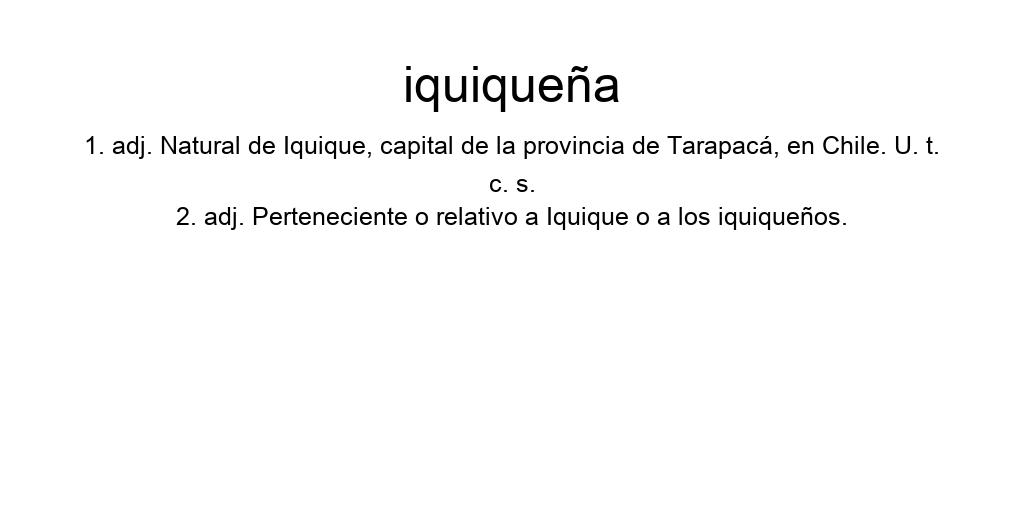 iquiqueña
1. adj. Natural de Iquique, capital de la provincia de Tarapacá, en Chile. U. t.
c. s.
2. adj. Perteneciente o relativo a Iquique o a los iquiqueños.